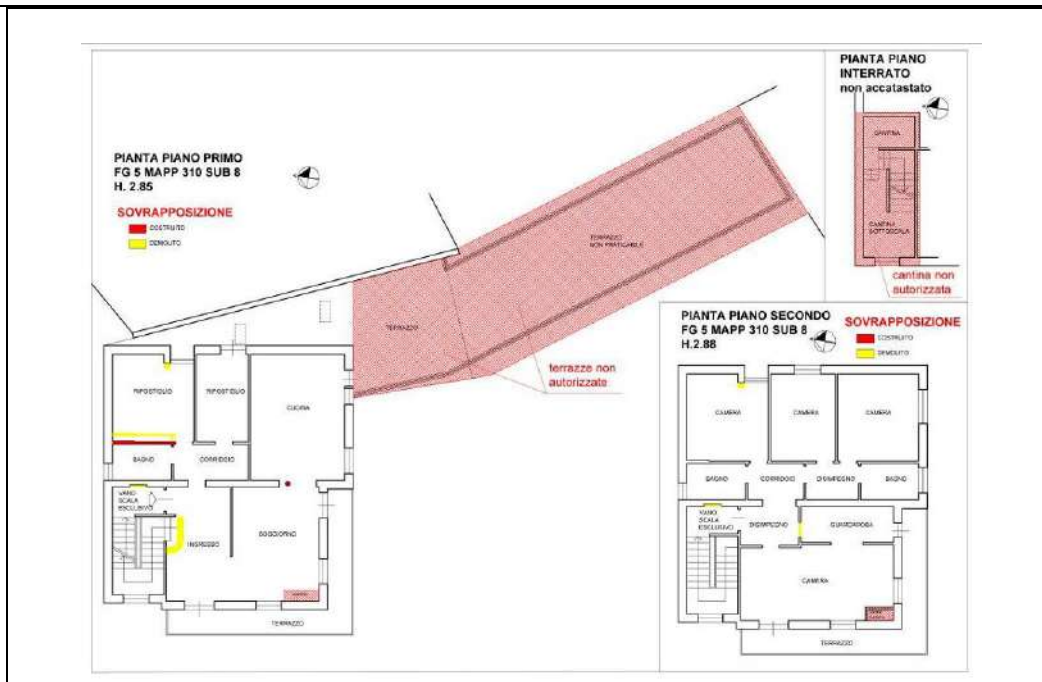 PIANTA PIANO PRIMO
FG 5 MAPP 310 SUB 8
H. 2.85
SOVRAPPOSIZIONE
COSTRUITO
DEMOLITO
TERRAZZO
NON PRATICABILE
TERRAZZO
terrazze non
autorizzate
RIPOSTIGLIO
RIPOSTIGLIO
CUCINA
BAGNO
CORRIDOIO
VANO
SCALA
ESCLUSIVO
INGRESSO
SOGGIORNO
TERRAZZO
PIANTA PIANO
INTERRATO
non accatastato
CANTINA
CANTINA
SOTTOSCALA
cantina non
autorizzata
PIANTA PIANO SECONDO
FG 5 MAPP 310 SUB 8
H.2.88
SOVRAPPOSIZIONE
COSTRUITO
DEMOLITO
CAMERA
CAMERA
CAMERA
BAGNO
CORRIDOIO
DISIMPEGNO
BAGNO
VANO
SCALA
ESCLUSIVO
DISIMPEGNO
GUARDAROBA
CAMERA
TERRAZZO